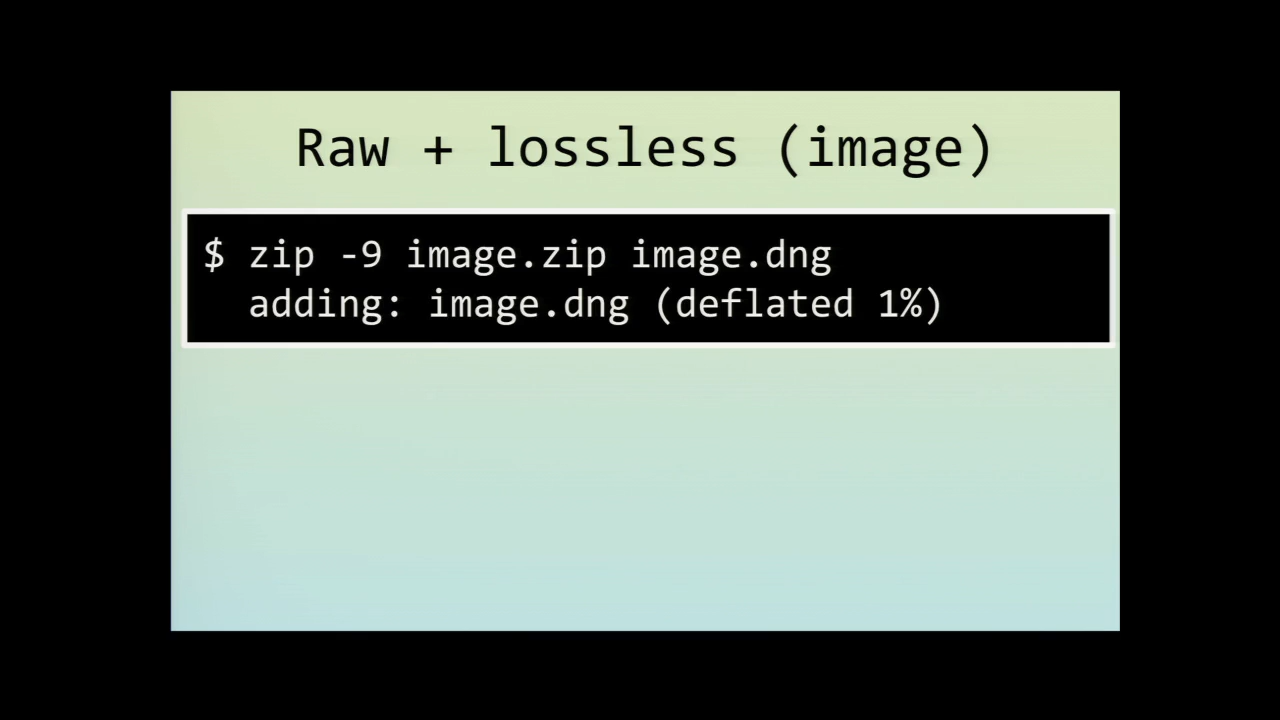 Raw + lossless (image)
$ zip -9 image.zip image.dng
adding: image.dng (deflated 1%)